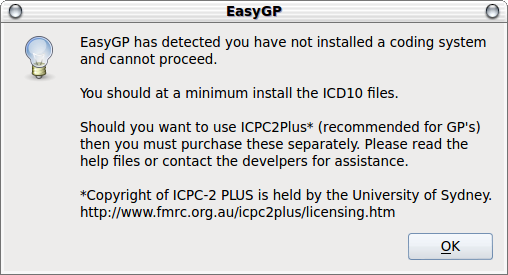 EasyGP
EasyGP has detected you have not installed a coding system
and cannot proceed.
You should at a minimum install the ICD10 files.
Should you want to use ICPC2Plus* (recommended for GP's)
then you must purchase these separately. Please read the
help files or contact the develpers for assistance.
*Copyright of ICPC-2 PLUS is held by the University of Sydney.
http://www.fmrc.org.au/icpc2plus/licensing.htm
OK